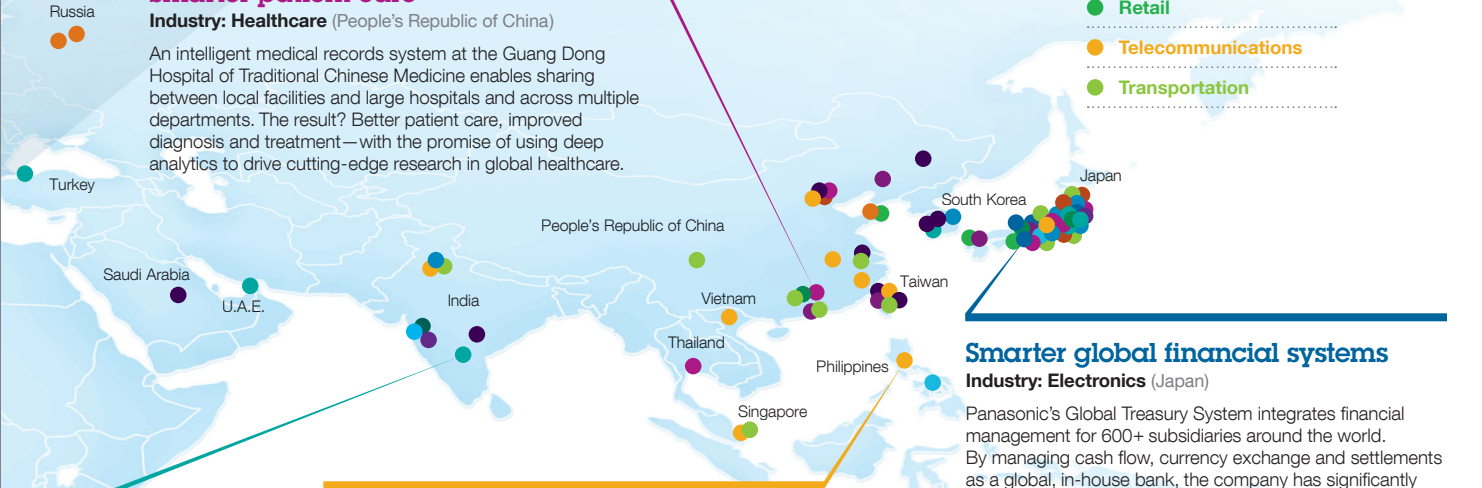 smarter patient care
Industry: Healthcare (People's Republic of China)
An intelligent medical records system at the Guang Dong
Hospital of Traditional Chinese Medicine enables sharing
between local facilities and large hospitals and across multiple
departments. The result? Better patient care, improved
diagnosis and treatment—with the promise of using deep
analytics to drive cutting-edge research in global healthcare.
Retail
Telecommunications
Transportation
Russia
Turkey
Saudi Arabia
U.A.E.
India
People's Republic of China
Vietnam
Thailand
Singapore
Philippines
Taiwan
South Korea
Japan
Smarter global financial systems
Industry: Electronics (Japan)
Panasonic's Global Treasury System integrates financial
management for 600+ subsidiaries around the world.
By managing cash flow, currency exchange and settlements
as a global, in-house bank, the company has significantly